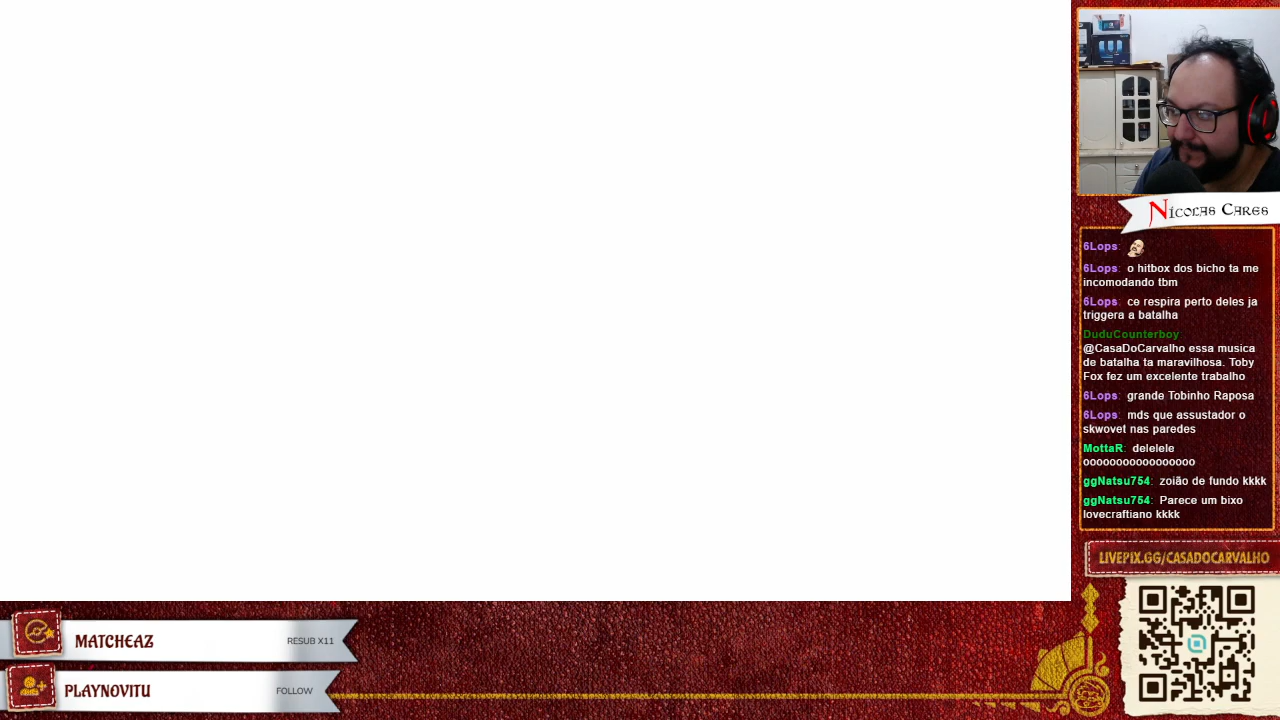 Nicolas Cares
6Lops:
6Lops: o hitbox dos bicho ta me
incomodando tbm
6Lops: ce respira perto deles ja
triggera a batalha
DuduCounterboy:
@CasaDoCarvalho essa musica
de batalha ta maravilhosa. Toby
Fox fez um excelente trabalho
6Lops: grande Tobinho Raposa
6Lops: mds que assustador o
skwovet nas paredes
MottaR: delelele
ooooooooooooooooo
ggNatsu754: zoião de fundo kkkk
ggNatsu754: Parece um bixo
lovecraftiano kkkk
LIVEPIX.GG/CASADOCARVALHO
MATCHEAZ RESUB X11
PLAYNOVITU FOLLOW